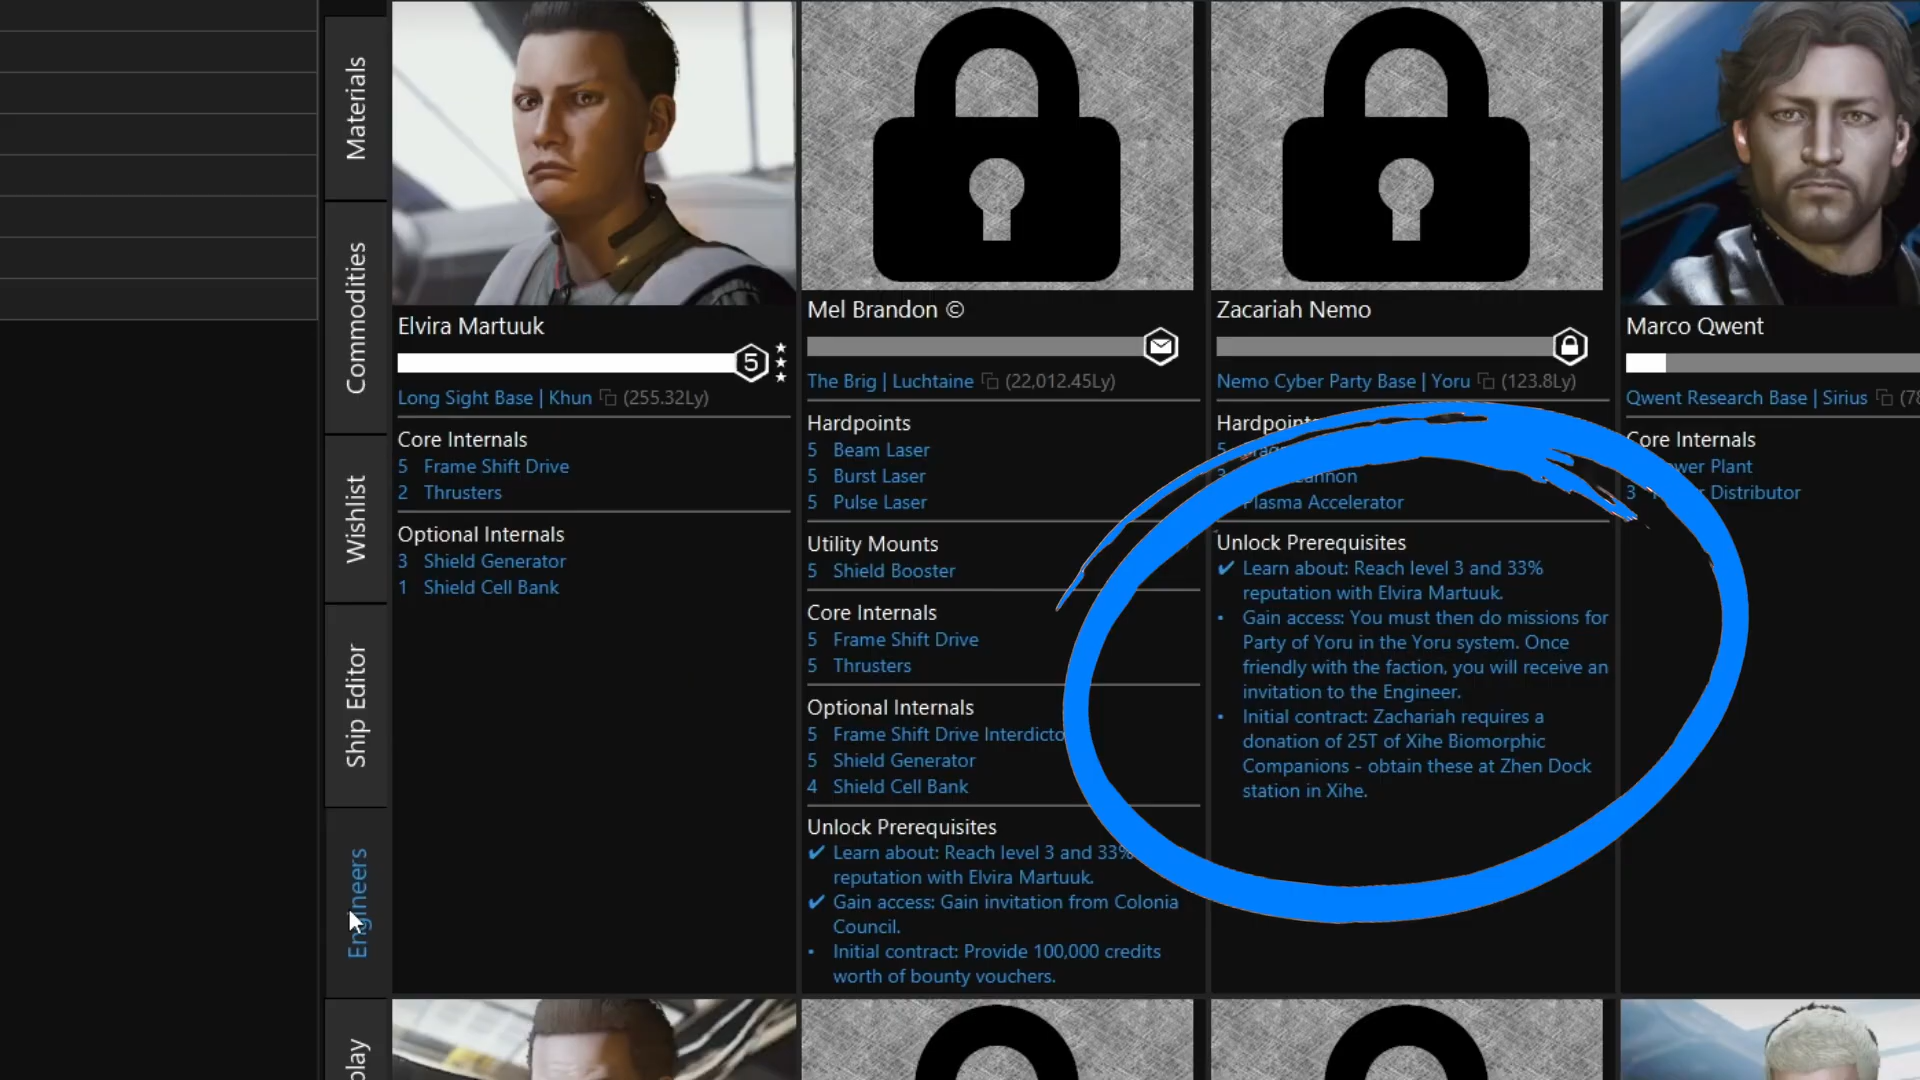 Materials
Commodities
Wishlist
Ship Editor
Engineers
play
Elvira Martuuk
5
Long Sight Base | Khun (255.32Ly)
Core Internals
5 Frame Shift Drive
2 Thrusters
Optional Internals
3 Shield Generator
1 Shield Cell Bank
Mel Brandon ©
The Brig | Luchtaine (22,012.45Ly)
Hardpoints
5 Beam Laser
5 Burst Laser
5 Pulse Laser
Utility Mounts
5 Shield Booster
Core Internals
5 Frame Shift Drive
5 Thrusters
Optional Internals
5 Frame Shift Drive Interdicto
5 Shield Generator
4 Shield Cell Bank
Unlock Prerequisites
✔ Learn about: Reach level 3 and 33%
reputation with Elvira Martuuk.
✔ Gain access: Gain invitation from Colonia
Council.
• Initial contract: Provide 100,000 credits
worth of bounty vouchers.
Zacariah Nemo
Nemo Cyber Party Base | Yoru (123.8Ly)
Hardpoints
5
3
Plasma Accelerator
Unlock Prerequisites
✔ Learn about: Reach level 3 and 33%
reputation with Elvira Martuuk.
• Gain access: You must then do missions for
Party of Yoru in the Yoru system. Once
friendly with the faction, you will receive an
invitation to the Engineer.
• Initial contract: Zachariah requires a
donation of 25T of Xihe Biomorphic
Companions - obtain these at Zhen Dock
station in Xihe.
Marco Qwent
Qwent Research Base | Sirius (78
Core Internals
ower Plant
3 Distributor